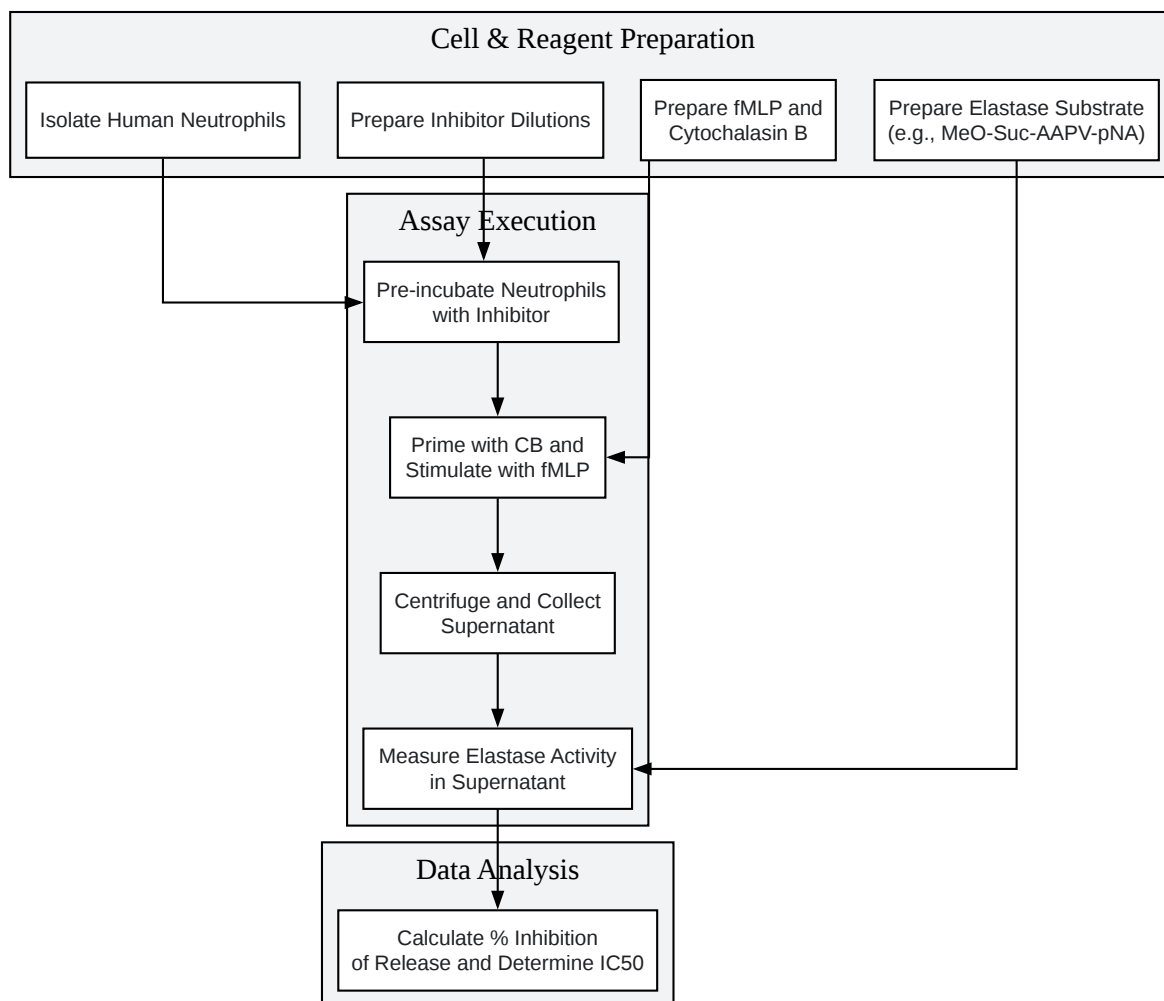 Cell & Reagent Preparation
Isolate Human Neutrophils
Prepare Inhibitor Dilutions
Prepare fMLP and
Cytochalasin B
Prepare Elastase Substrate
(e.g., MeO-Suc-AAPV-pNA)
Assay Execution
Pre-incubate Neutrophils
with Inhibitor
Prime with CB and
Stimulate with fMLP
Centrifuge and Collect
Supernatant
Measure Elastase Activity
in Supernatant
Data Analysis
Calculate % Inhibition
of Release and Determine IC50